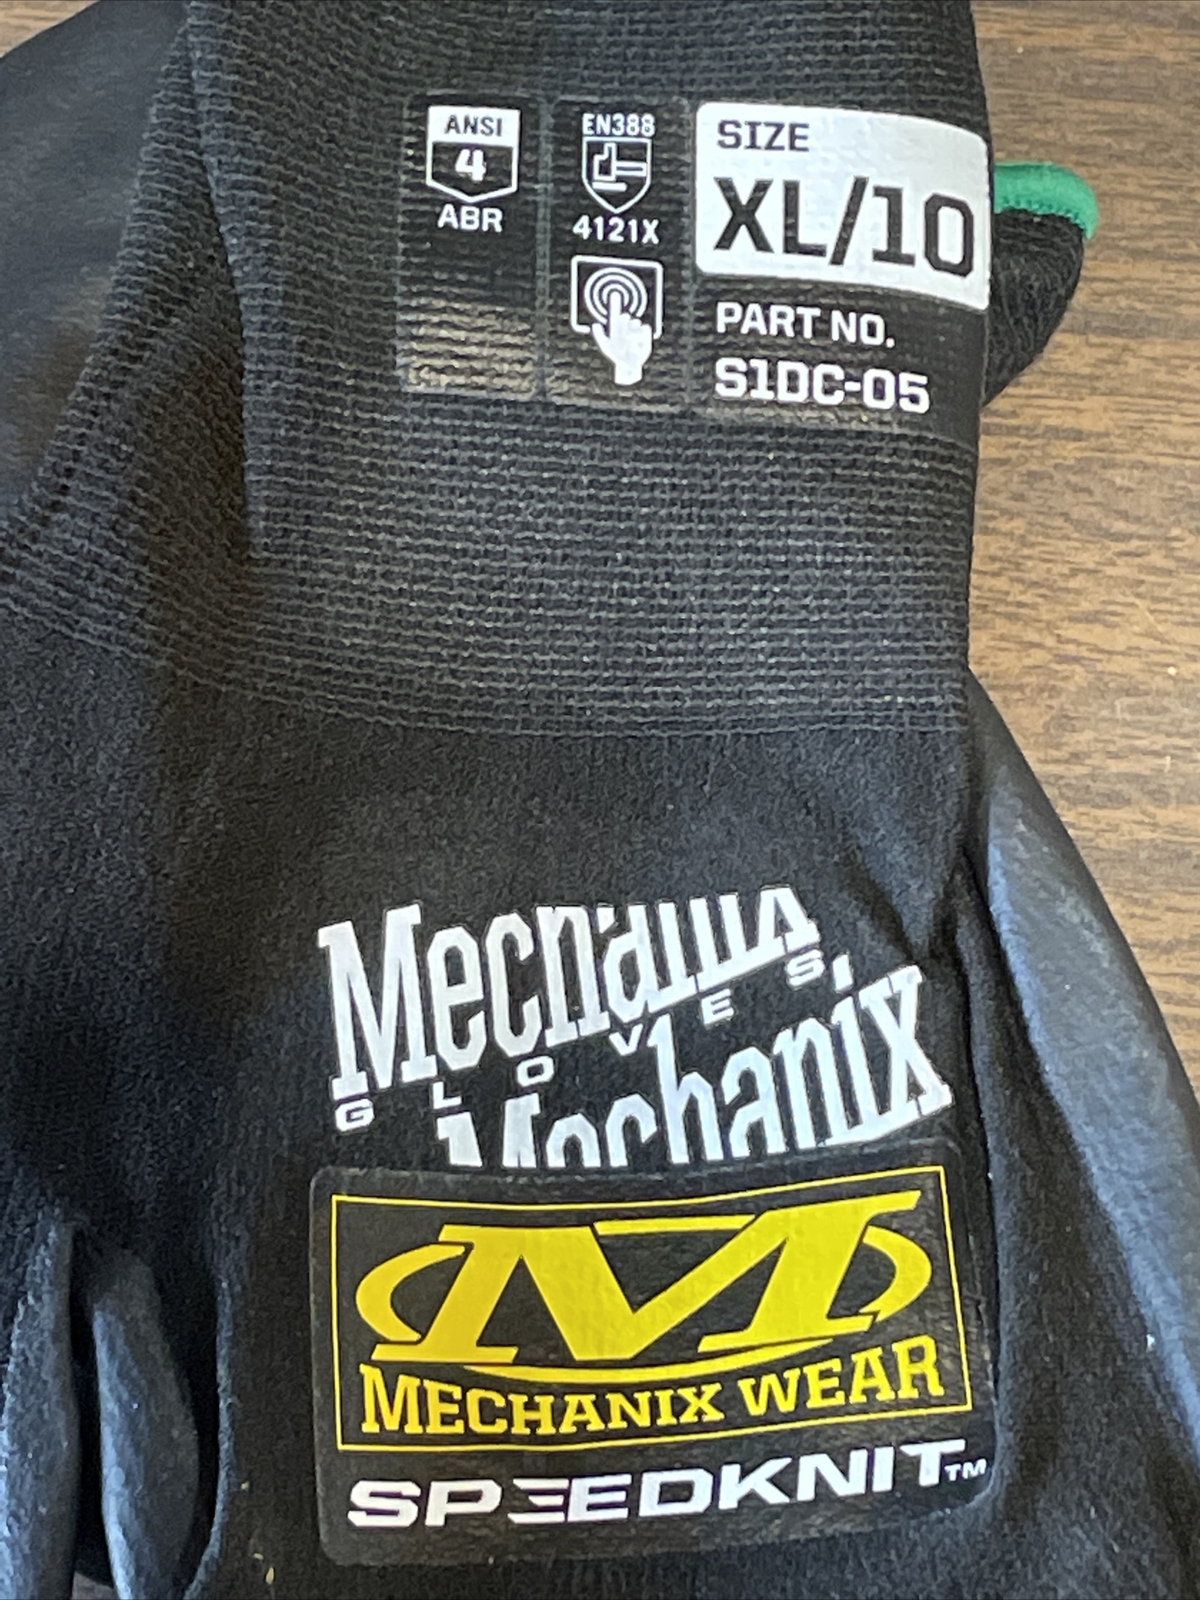 ANSI
4
ABR
EN388
4121X
SIZE
XL/10
PART NO.
S1DC-05
GLOVES
Mechanix
MECHANIX WEAR
SPEEDKNIT™